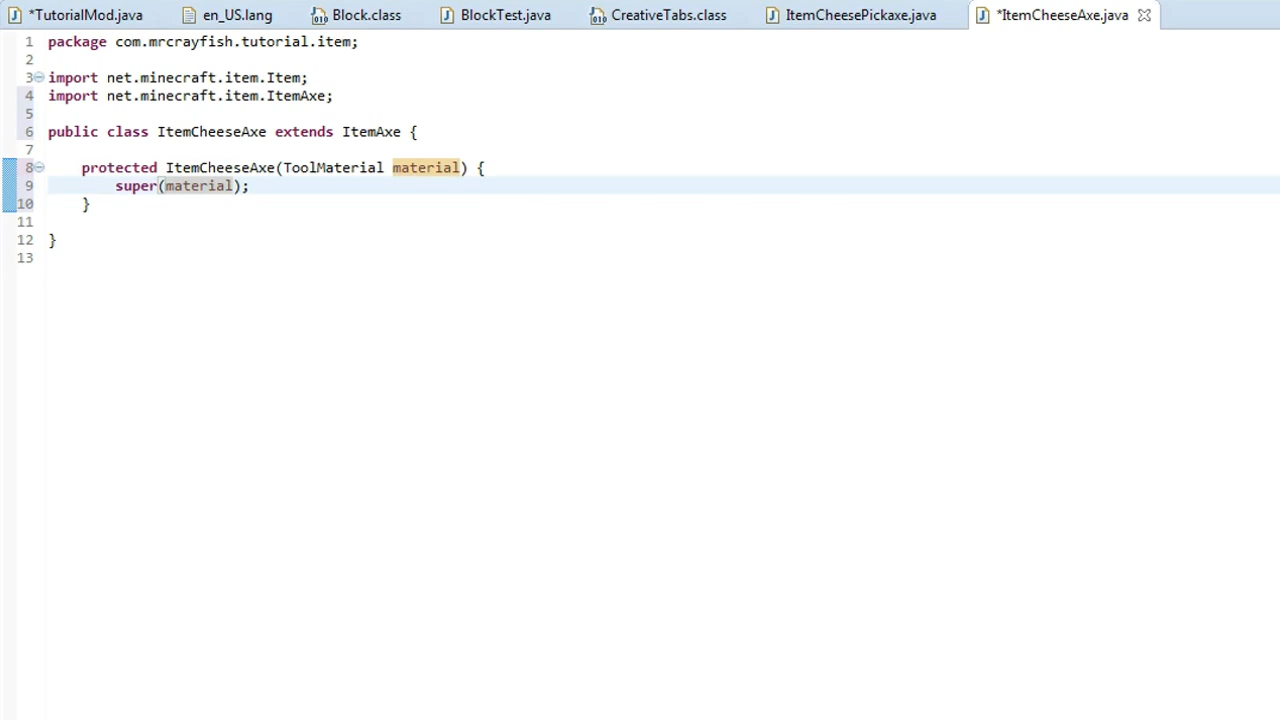 *TutorialMod.java en_US.lang Block.class BlockTest.java CreativeTabs.class ItemCheesePickaxe.java *ItemCheeseAxe.java
1 package com.mrcrayfish.tutorial.item;
2
3 import net.minecraft.item.Item;
4 import net.minecraft.item.ItemAxe;
5
6 public class ItemCheeseAxe extends ItemAxe {
7
8 protected ItemCheeseAxe(ToolMaterial material) {
9 super(material);
10 }
11
12 }
13